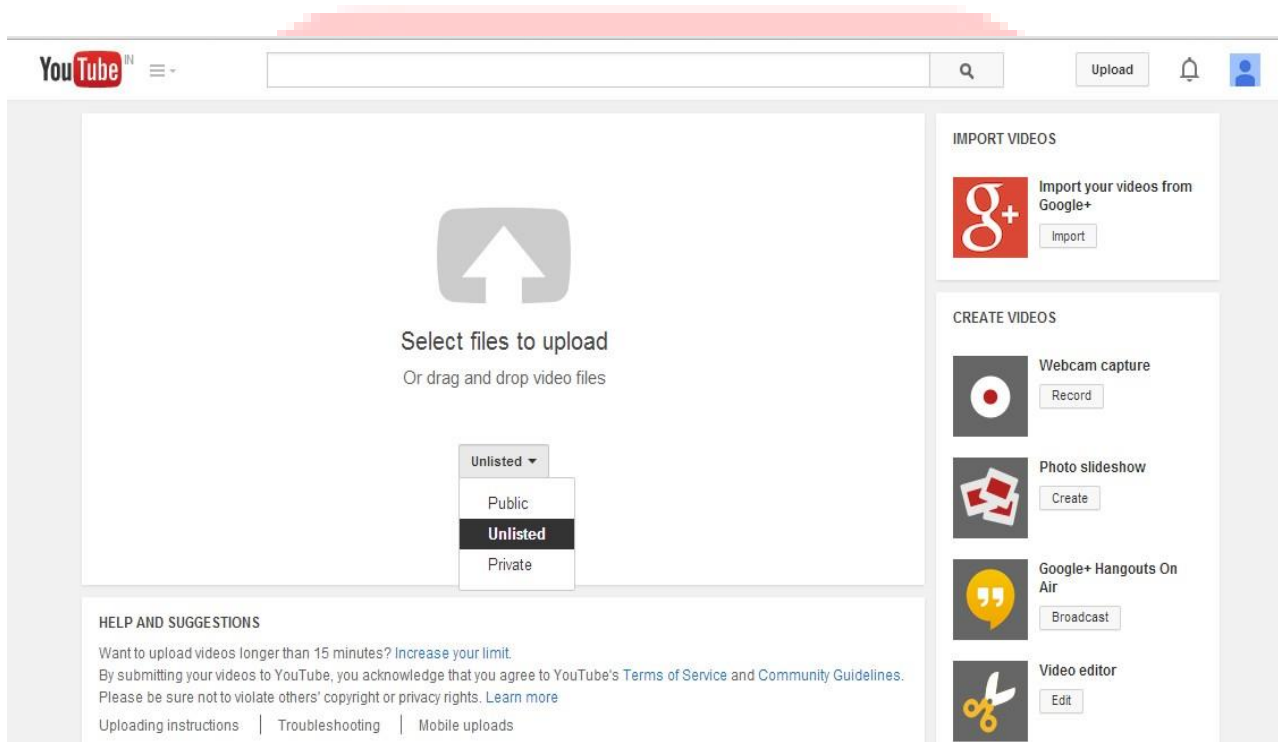 YouTube IN
Upload
Select files to upload
Or drag and drop video files
Unlisted
Public
Unlisted
Private
HELP AND SUGGESTIONS
Want to upload videos longer than 15 minutes? Increase your limit.
By submitting your videos to YouTube, you acknowledge that you agree to YouTube's Terms of Service and Community Guidelines.
Please be sure not to violate others' copyright or privacy rights. Learn more
Uploading instructions | Troubleshooting | Mobile uploads
IMPORT VIDEOS
g+
Import your videos from
Google+
Import
CREATE VIDEOS
Webcam capture
Record
Photo slideshow
Create
Google+ Hangouts On
Air
Broadcast
Video editor
Edit